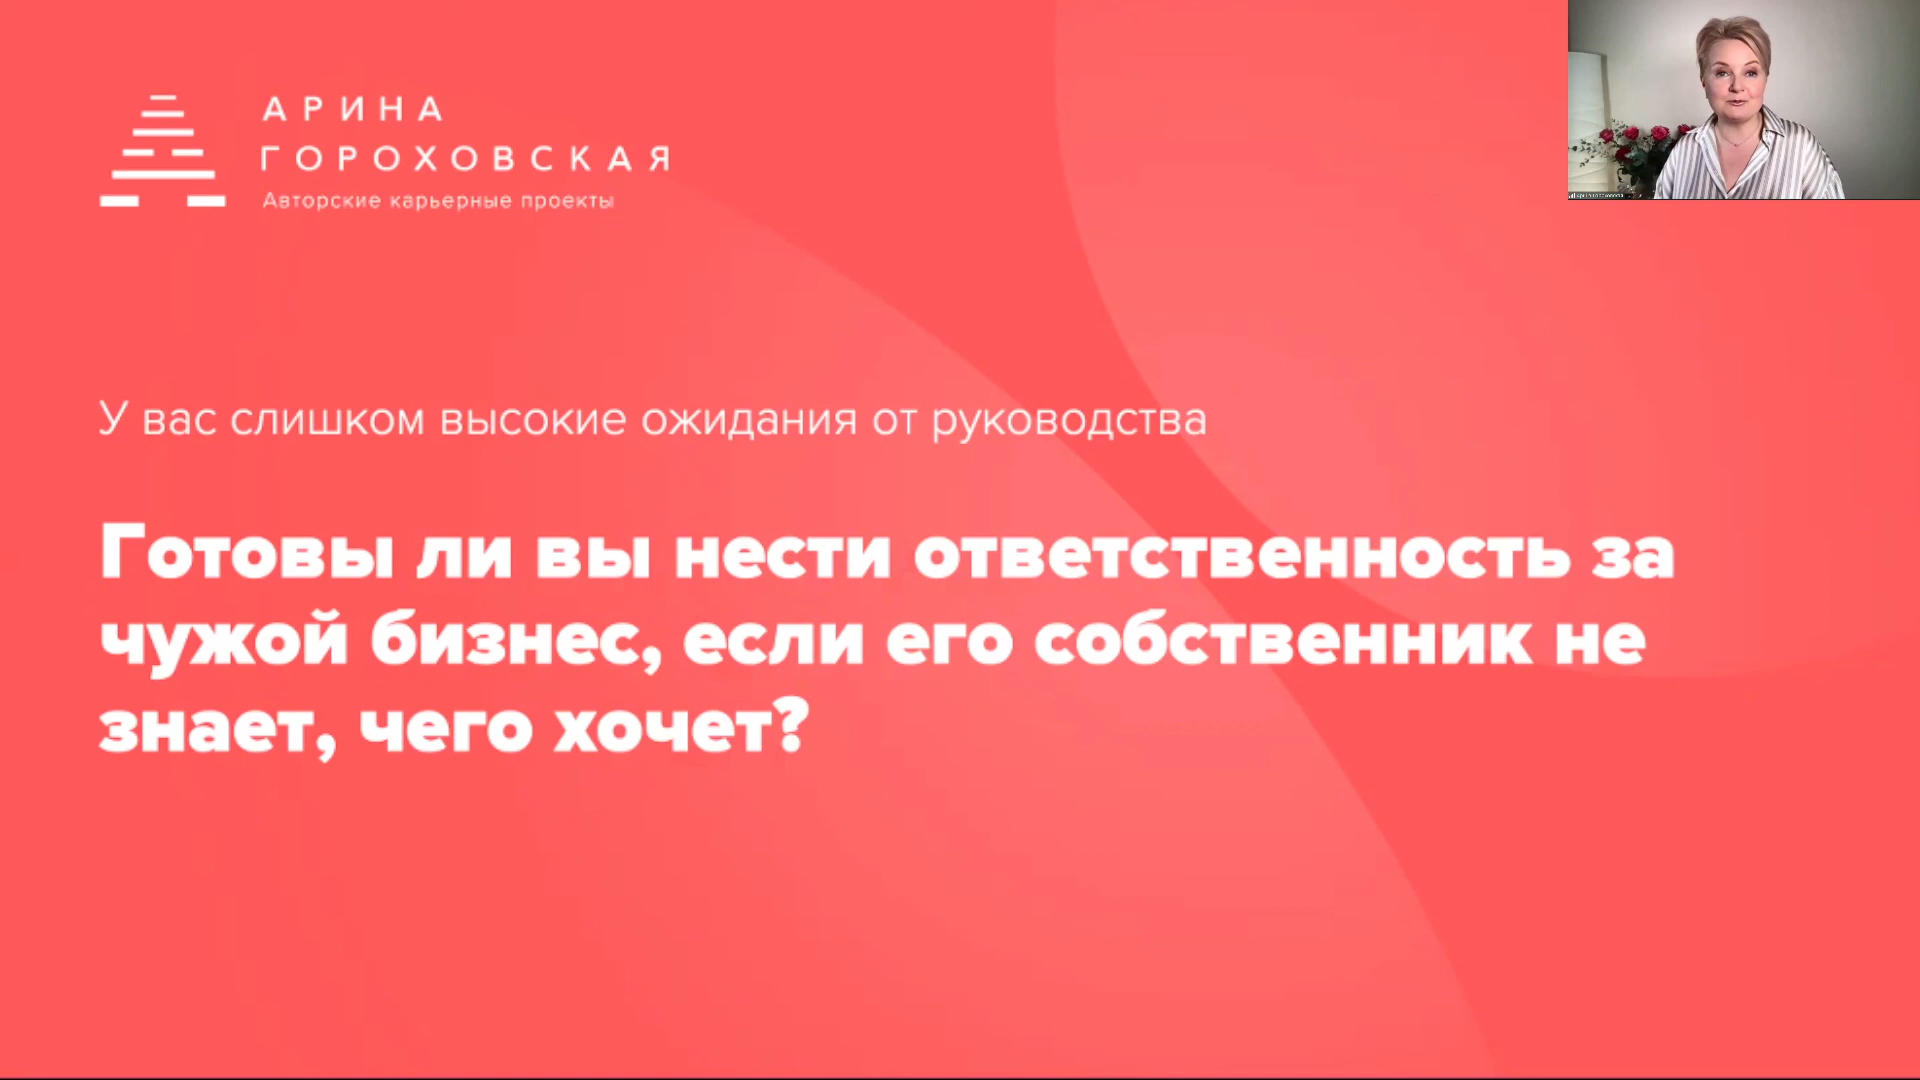 АРИНА
ГОРОХОВСКАЯ
Авторские карьерные проекты
У вас слишком высокие ожидания от руководства
Готовы ли вы нести ответственность за
чужой бизнес, если его собственник не
знает, чего хочет?